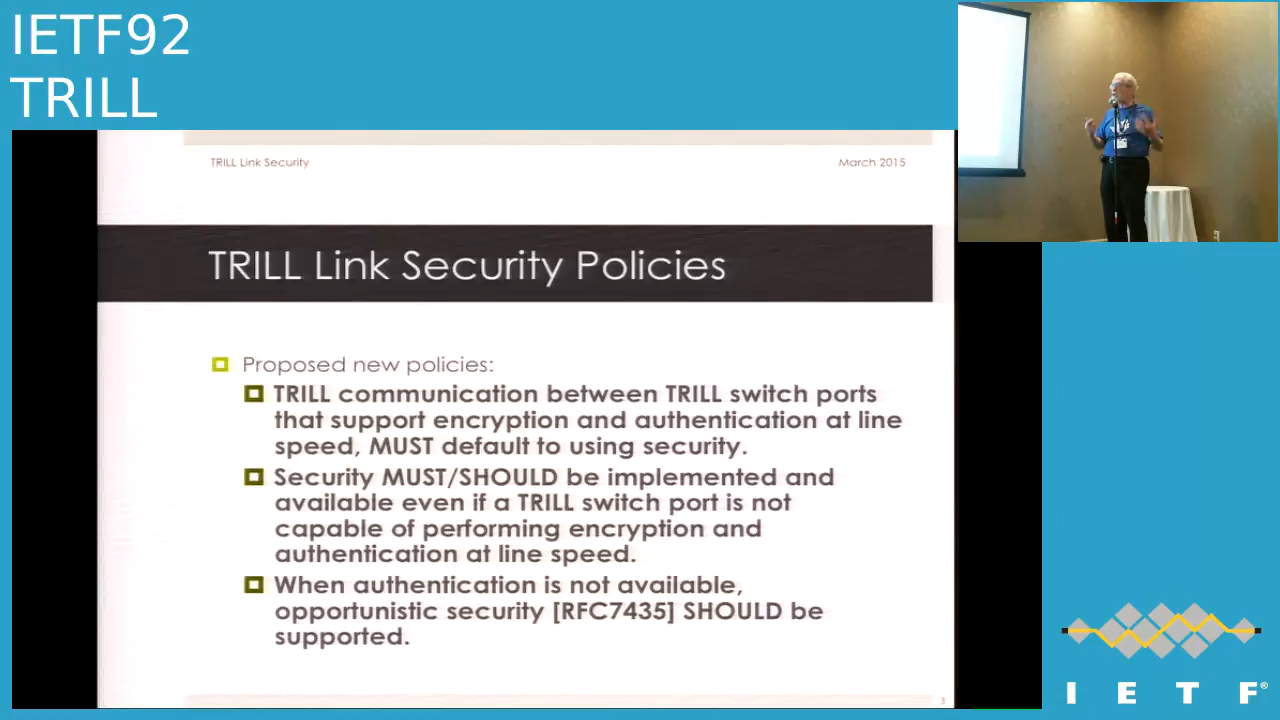 IETF92
TRILL
TRILL Link Security
March 2015
TRILL Link Security Policies
Proposed new policies:
TRILL communication between TRILL switch ports
that support encryption and authentication at line
speed, MUST default to using security.
Security MUST/SHOULD be implemented and
available even if a TRILL switch port is not
capable of performing encryption and
authentication at line speed.
When authentication is not available,
opportunistic security [RFC7435] SHOULD be
supported.
3
I E T F®